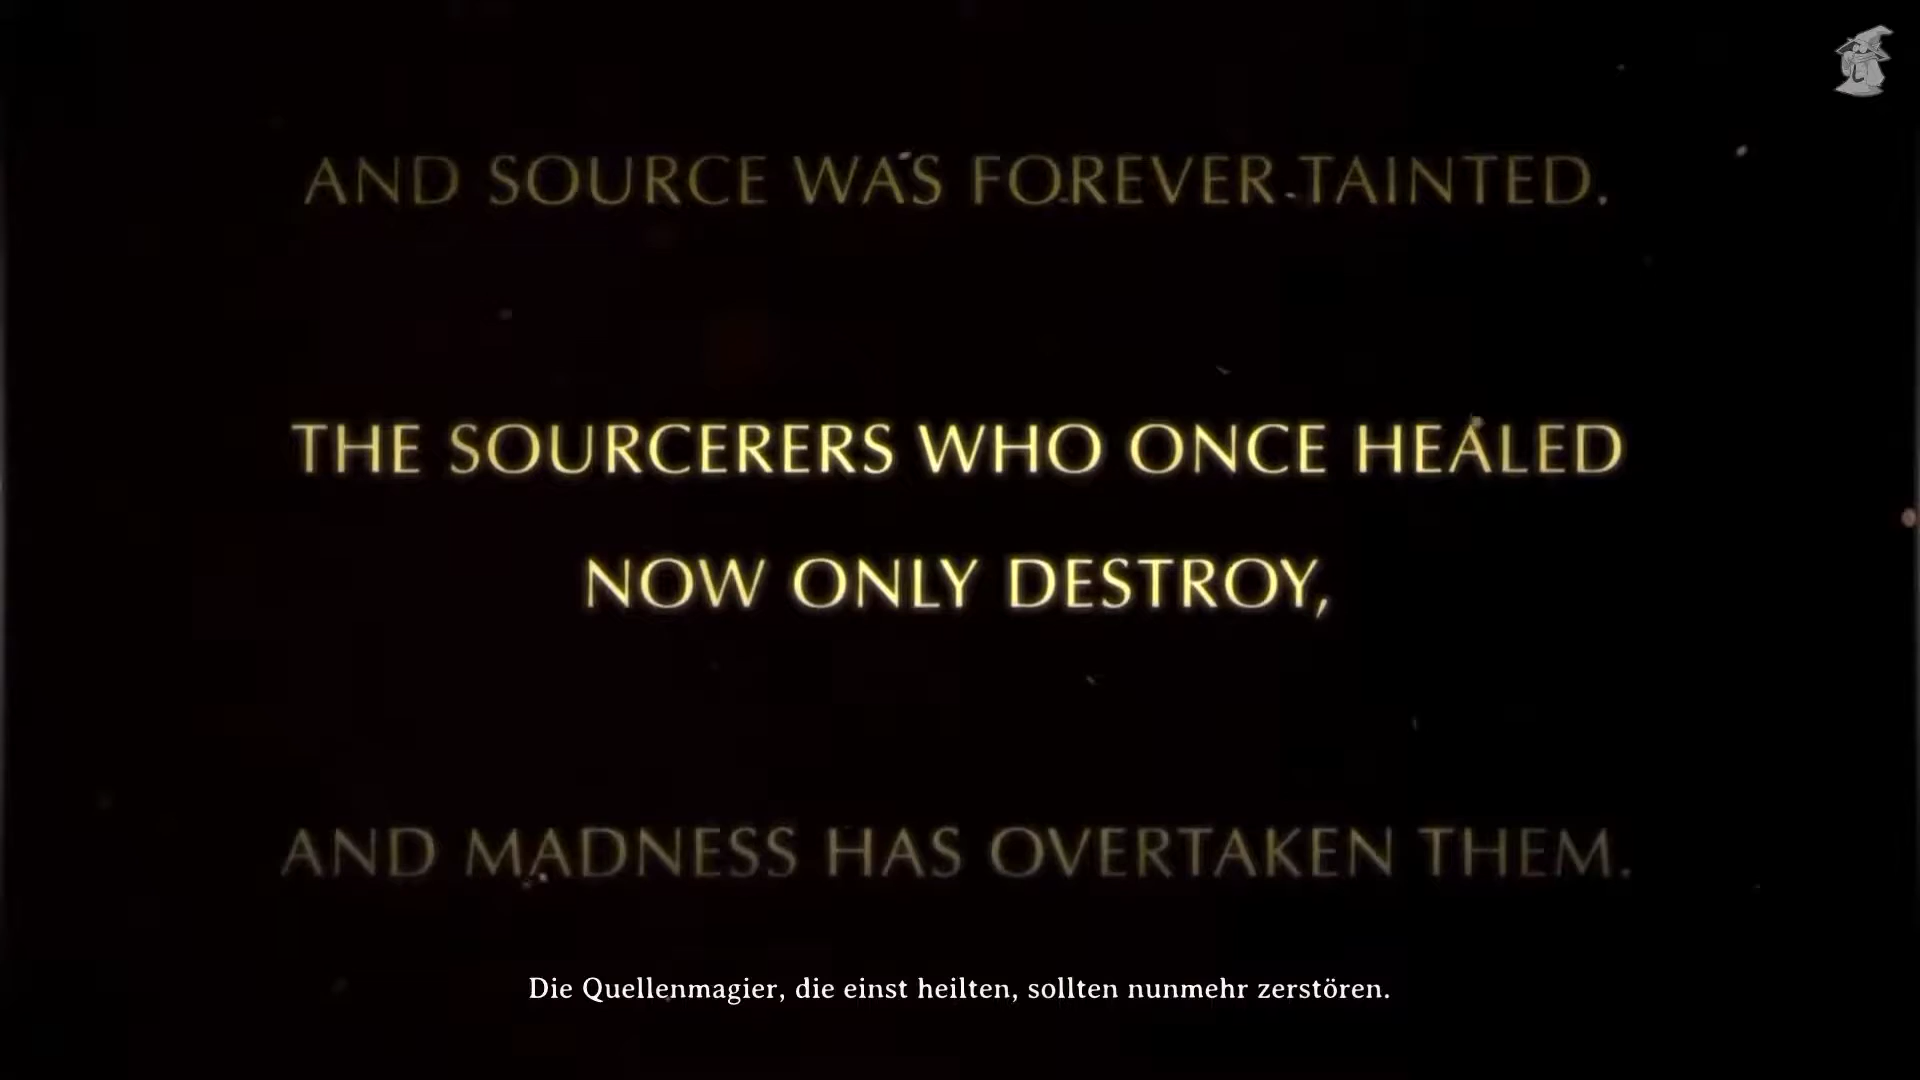 AND SOURCE WAS FOREVER TAINTED.
THE SOURCERERS WHO ONCE HEALED
NOW ONLY DESTROY,
AND MADNESS HAS OVERTAKEN THEM.
Die Quellenmagier, die einst heilten, sollten nunmehr zerstören.